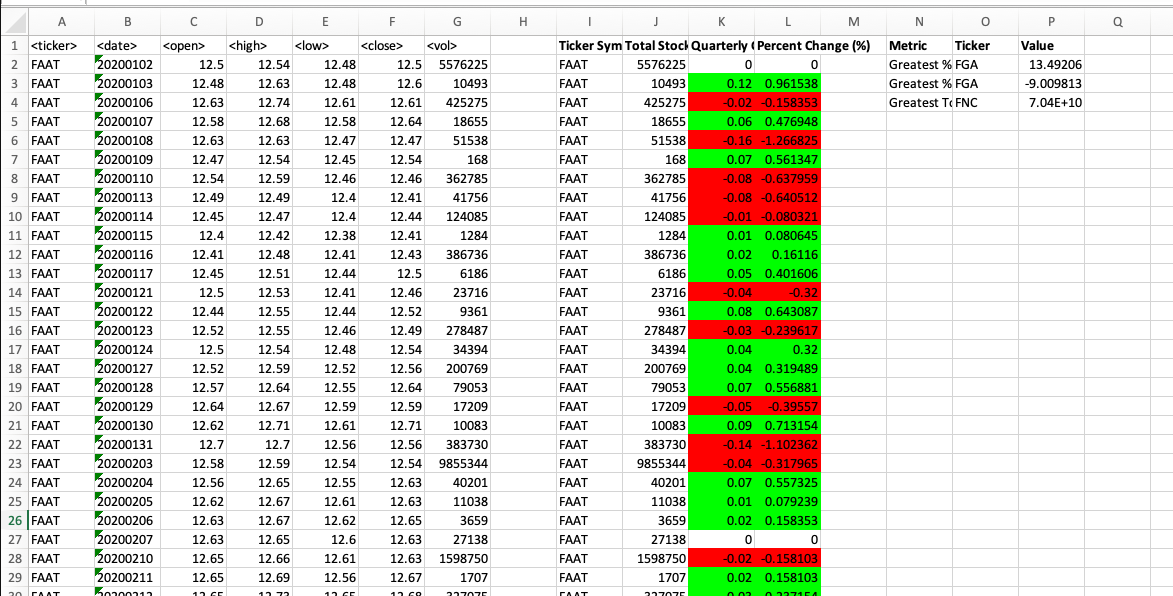 A B C D E F G H I J K L M N O P Q
1 <ticker> <date> <open> <high> <low> <close> <vol> Ticker Sym Total Stock Quarterly Percent Change (%) Metric Ticker Value
2 FAAT 20200102 12.5 12.54 12.48 12.5 5576225 FAAT 5576225 0 0 Greatest % FGA 13.49206
3 FAAT 20200103 12.48 12.63 12.48 12.6 10493 FAAT 10493 0.12 0.961538 Greatest % FGA -9.009813
4 FAAT 20200106 12.63 12.74 12.61 12.61 425275 FAAT 425275 -0.02 -0.158353 Greatest To FNC 7.04E+10
5 FAAT 20200107 12.58 12.68 12.58 12.64 18655 FAAT 18655 0.06 0.476948
6 FAAT 20200108 12.63 12.63 12.47 12.47 51538 FAAT 51538 -0.16 -1.266825
7 FAAT 20200109 12.47 12.54 12.45 12.54 168 FAAT 168 0.07 0.561347
8 FAAT 20200110 12.54 12.59 12.46 12.46 362785 FAAT 362785 -0.08 -0.637959
9 FAAT 20200113 12.49 12.49 12.4 12.41 41756 FAAT 41756 -0.08 -0.640512
10 FAAT 20200114 12.45 12.47 12.4 12.44 124085 FAAT 124085 -0.01 -0.080321
11 FAAT 20200115 12.4 12.42 12.38 12.41 1284 FAAT 1284 0.01 0.080645
12 FAAT 20200116 12.41 12.48 12.41 12.43 386736 FAAT 386736 0.02 0.16116
13 FAAT 20200117 12.45 12.51 12.44 12.5 6186 FAAT 6186 0.05 0.401606
14 FAAT 20200121 12.5 12.53 12.41 12.46 23716 FAAT 23716 -0.04 -0.32
15 FAAT 20200122 12.44 12.55 12.44 12.52 9361 FAAT 9361 0.08 0.643087
16 FAAT 20200123 12.52 12.55 12.46 12.49 278487 FAAT 278487 -0.03 -0.239617
17 FAAT 20200124 12.5 12.54 12.48 12.54 34394 FAAT 34394 0.04 0.32
18 FAAT 20200127 12.52 12.59 12.52 12.56 200769 FAAT 200769 0.04 0.319489
19 FAAT 20200128 12.57 12.64 12.55 12.64 79053 FAAT 79053 0.07 0.556881
20 FAAT 20200129 12.64 12.67 12.59 12.59 17209 FAAT 17209 -0.05 -0.39557
21 FAAT 20200130 12.62 12.71 12.61 12.71 10083 FAAT 10083 0.09 0.713154
22 FAAT 20200131 12.7 12.7 12.56 12.56 383730 FAAT 383730 -0.14 -1.102362
23 FAAT 20200203 12.58 12.59 12.54 12.54 9855344 FAAT 9855344 -0.04 -0.317965
24 FAAT 20200204 12.56 12.65 12.55 12.63 40201 FAAT 40201 0.07 0.557325
25 FAAT 20200205 12.62 12.67 12.61 12.63 11038 FAAT 11038 0.01 0.079239
26 FAAT 20200206 12.63 12.67 12.62 12.65 3659 FAAT 3659 0.02 0.158353
27 FAAT 20200207 12.63 12.65 12.6 12.63 27138 FAAT 27138 0 0
28 FAAT 20200210 12.65 12.66 12.61 12.63 1598750 FAAT 1598750 -0.02 -0.158103
29 FAAT 20200211 12.65 12.69 12.56 12.67 1707 FAAT 1707 0.02 0.158103